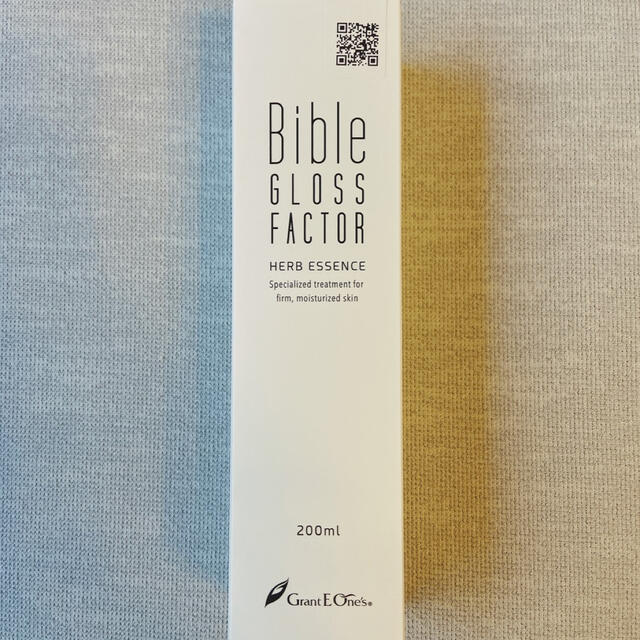 Bible
GLOSS
FACTOR
HERB ESSENCE
Specialized treatment for
firm, moisturized skin
200ml
Grant E One's®